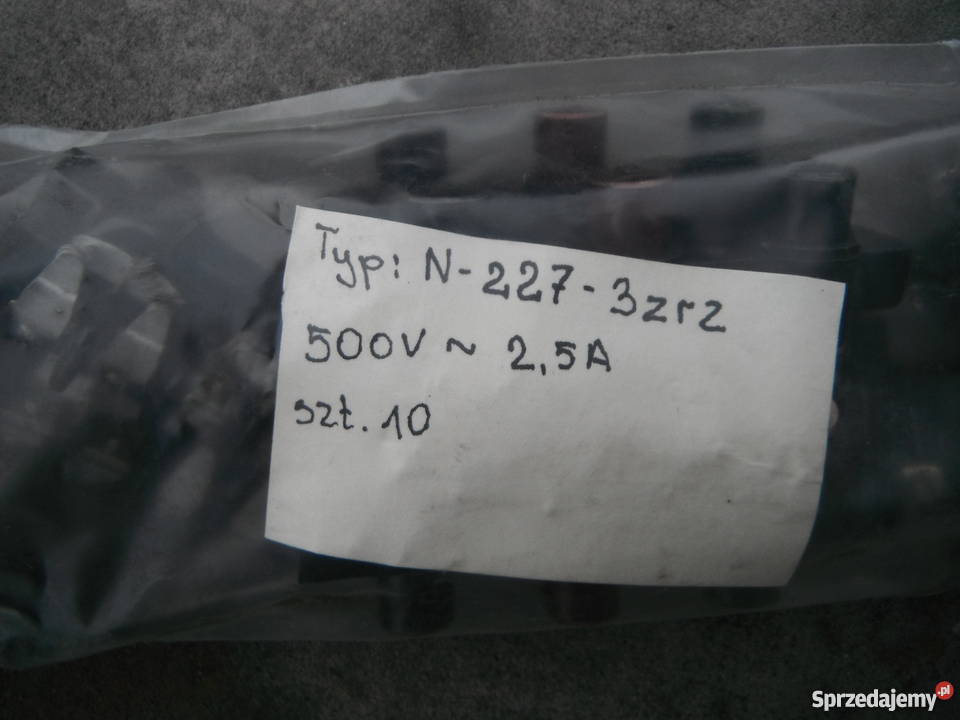 Typ: N-227-3zrz
500V ~ 2,5A
szt. 10
Sprzedajemy.pl